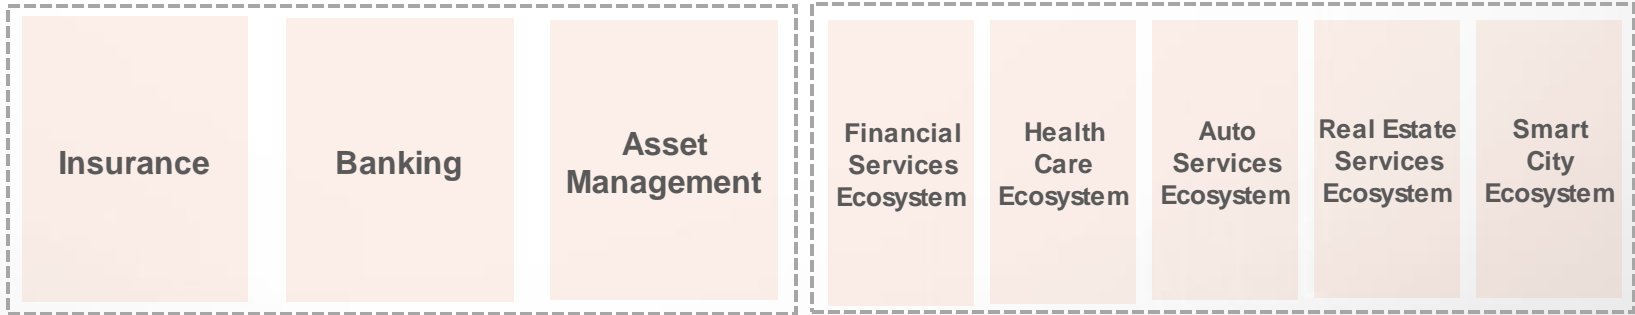 Insurance
Banking
Asset
Management
Financial
Services
Ecosystem
Health
Care
Ecosystem
Auto
Services
Ecosystem
Real Estate
Services
Ecosystem
Smart
City
Ecosystem